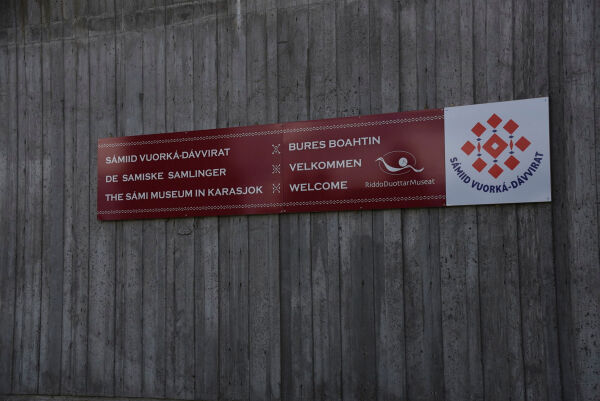 SÁMIID VUORKÁ-DÁVVIRAT
DE SAMISKE SAMLINGER
THE SÁMI MUSEUM IN KARASJOK
BURES BOAHTIN
VELKOMMEN
WELCOME
RiddoDuottarMuseat
SÁMIID VUORKÁ-DÁVVIRAT